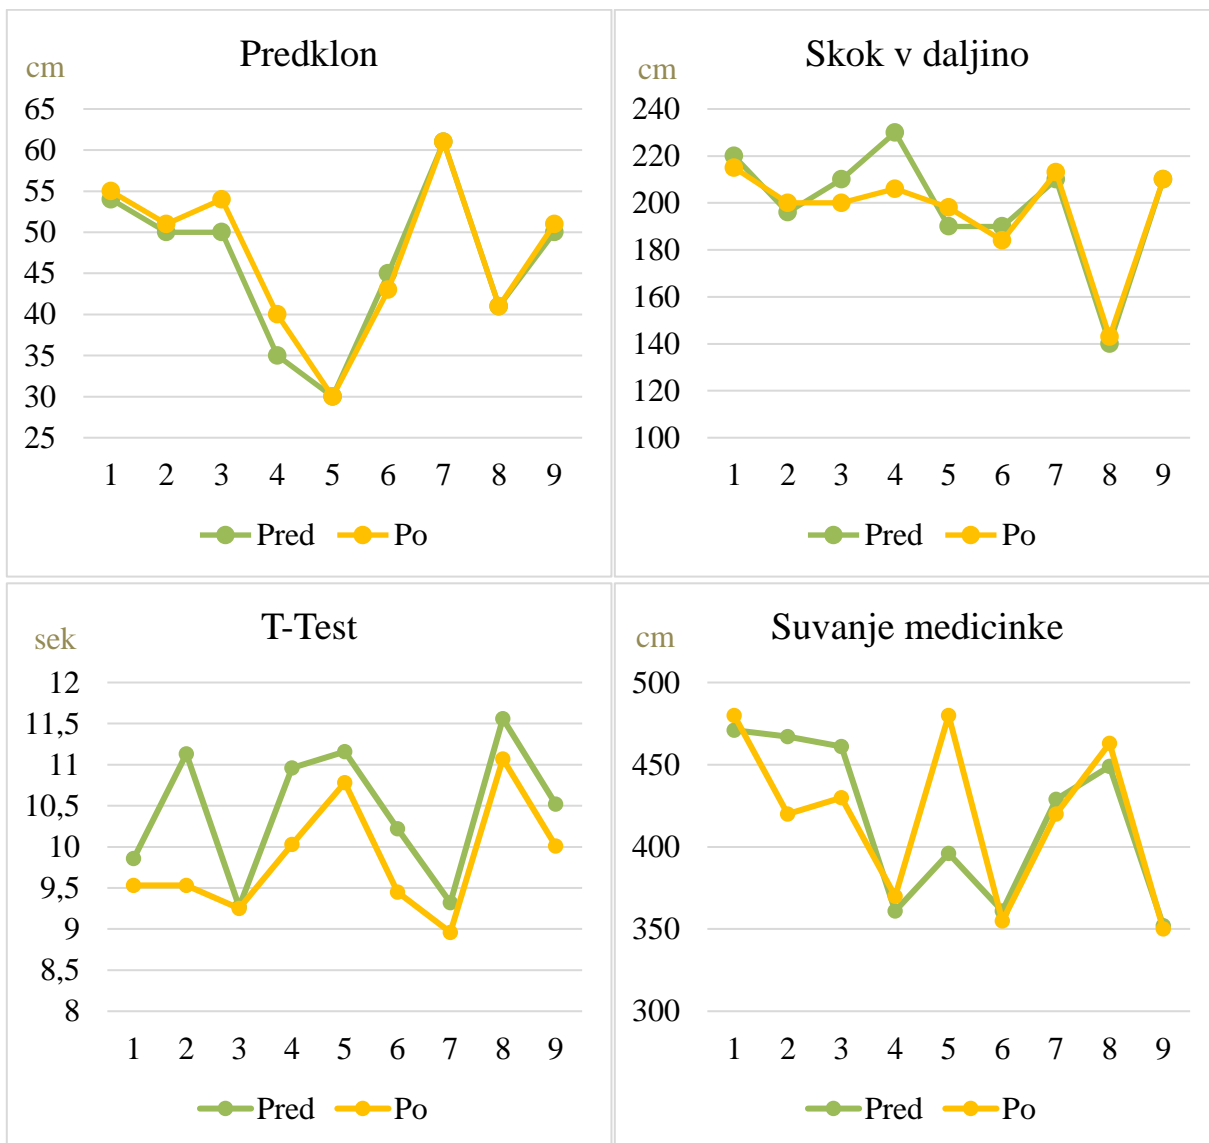 Predklon
cm
65
60
55
50
45
40
35
30
25
1 2 3 4 5 6 7 8 9
Pred Po
Skok v daljino
cm
240
220
200
180
160
140
120
100
1 2 3 4 5 6 7 8 9
Pred Po
T-Test
sek
12
11,5
11
10,5
10
9,5
9
8,5
8
1 2 3 4 5 6 7 8 9
Pred Po
Suvanje medicinke
cm
500
450
400
350
300
1 2 3 4 5 6 7 8 9
Pred Po